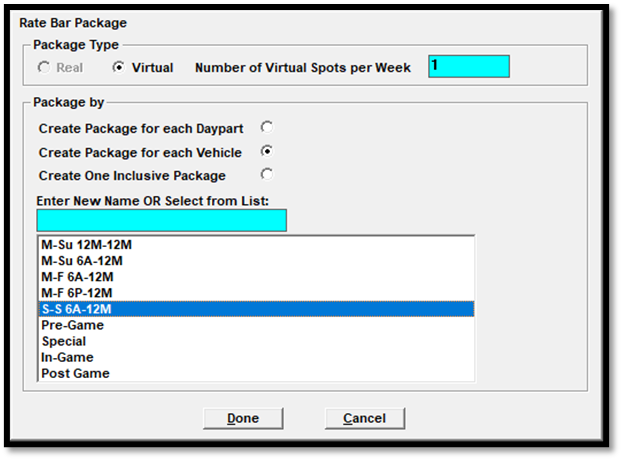 Rate Bar Package
Package Type
Real Virtual Number of Virtual Spots per Week 1
Package by
Create Package for each Daypart
Create Package for each Vehicle
Create One Inclusive Package
Enter New Name OR Select from List:
M-Su 12M-12M
M-Su 6A-12M
M-F 6A-12M
M-F 6P-12M
S-S 6A-12M
Pre-Game
Special
In-Game
Post Game
Done Cancel